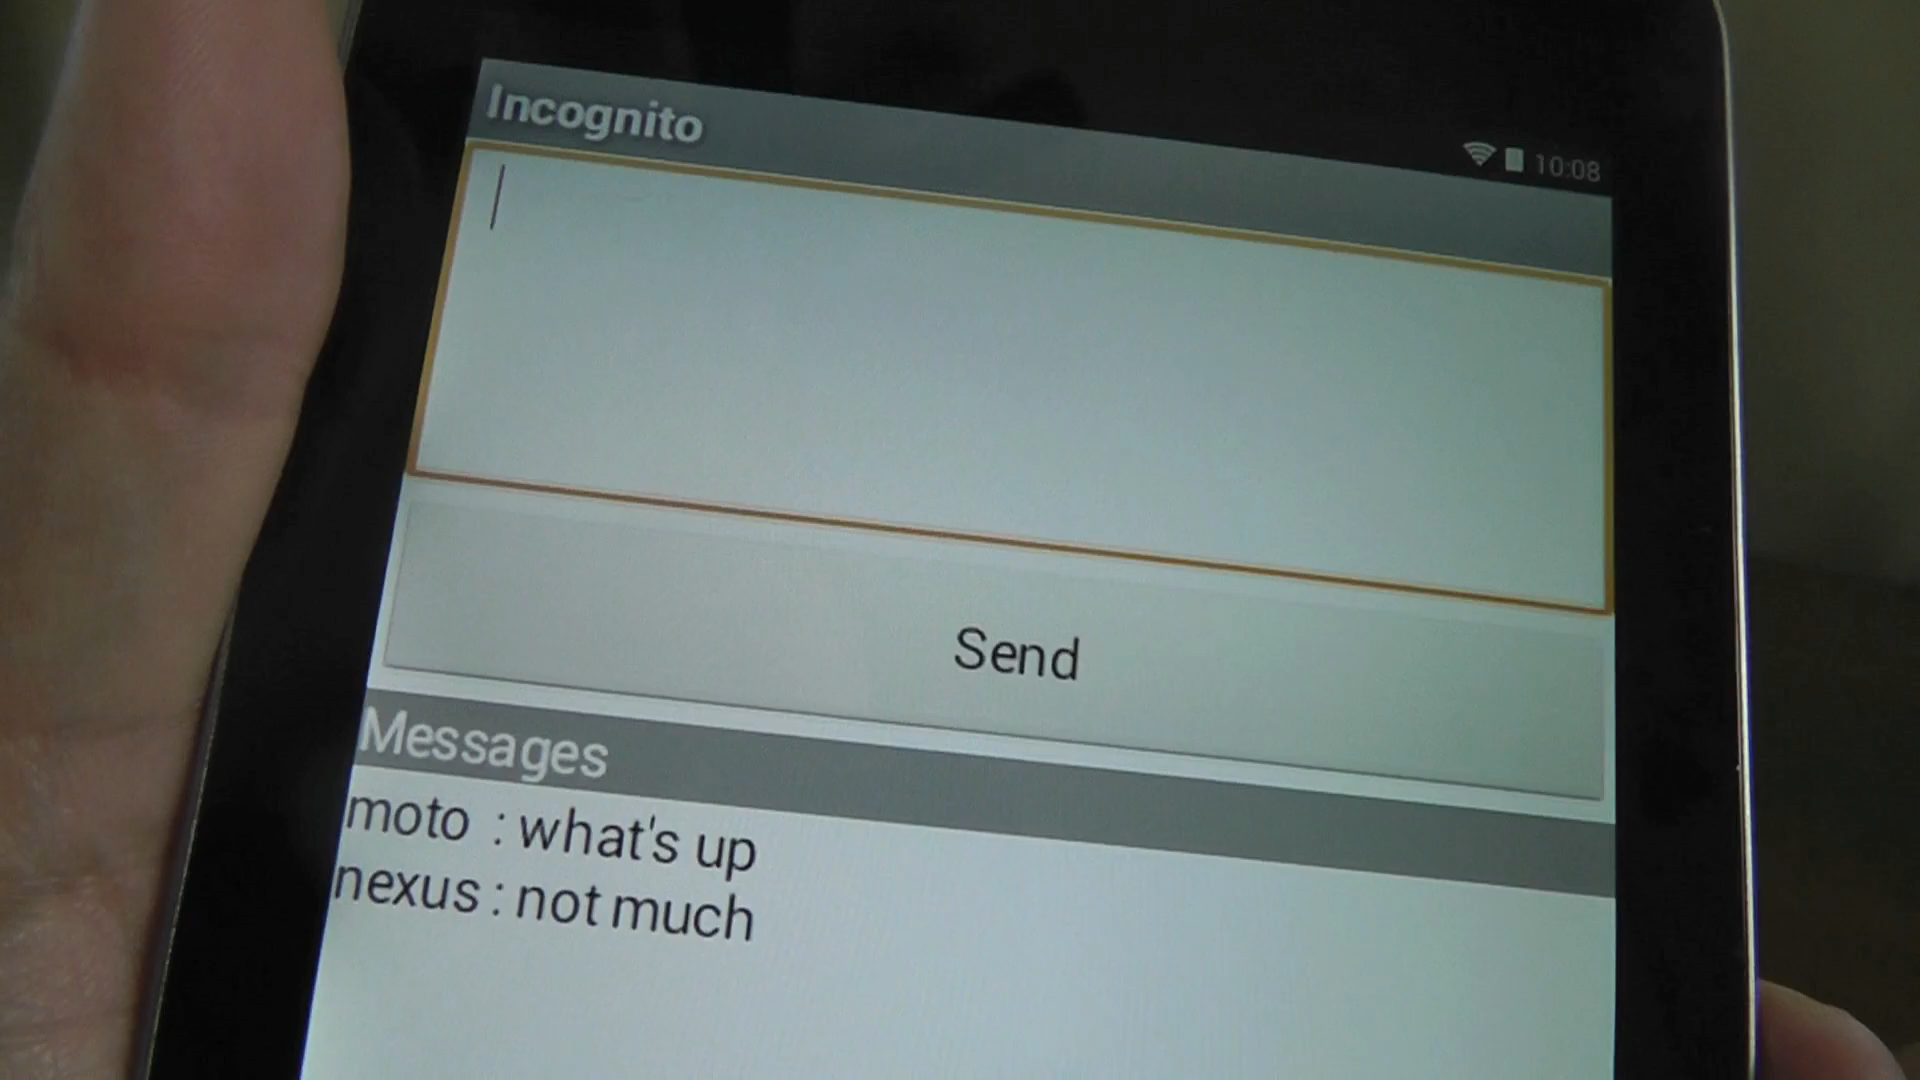 Incognito
10:08
Send
Messages
moto : what's up
nexus : not much